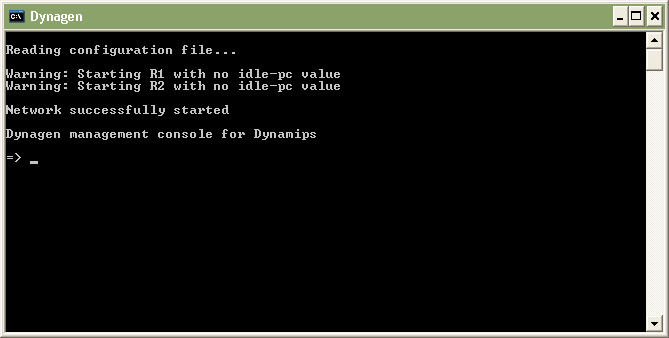 Dynagen
Reading configuration file...
Warning: Starting R1 with no idle-pc value
Warning: Starting R2 with no idle-pc value
Network successfully started
Dynagen management console for Dynamips
=> _